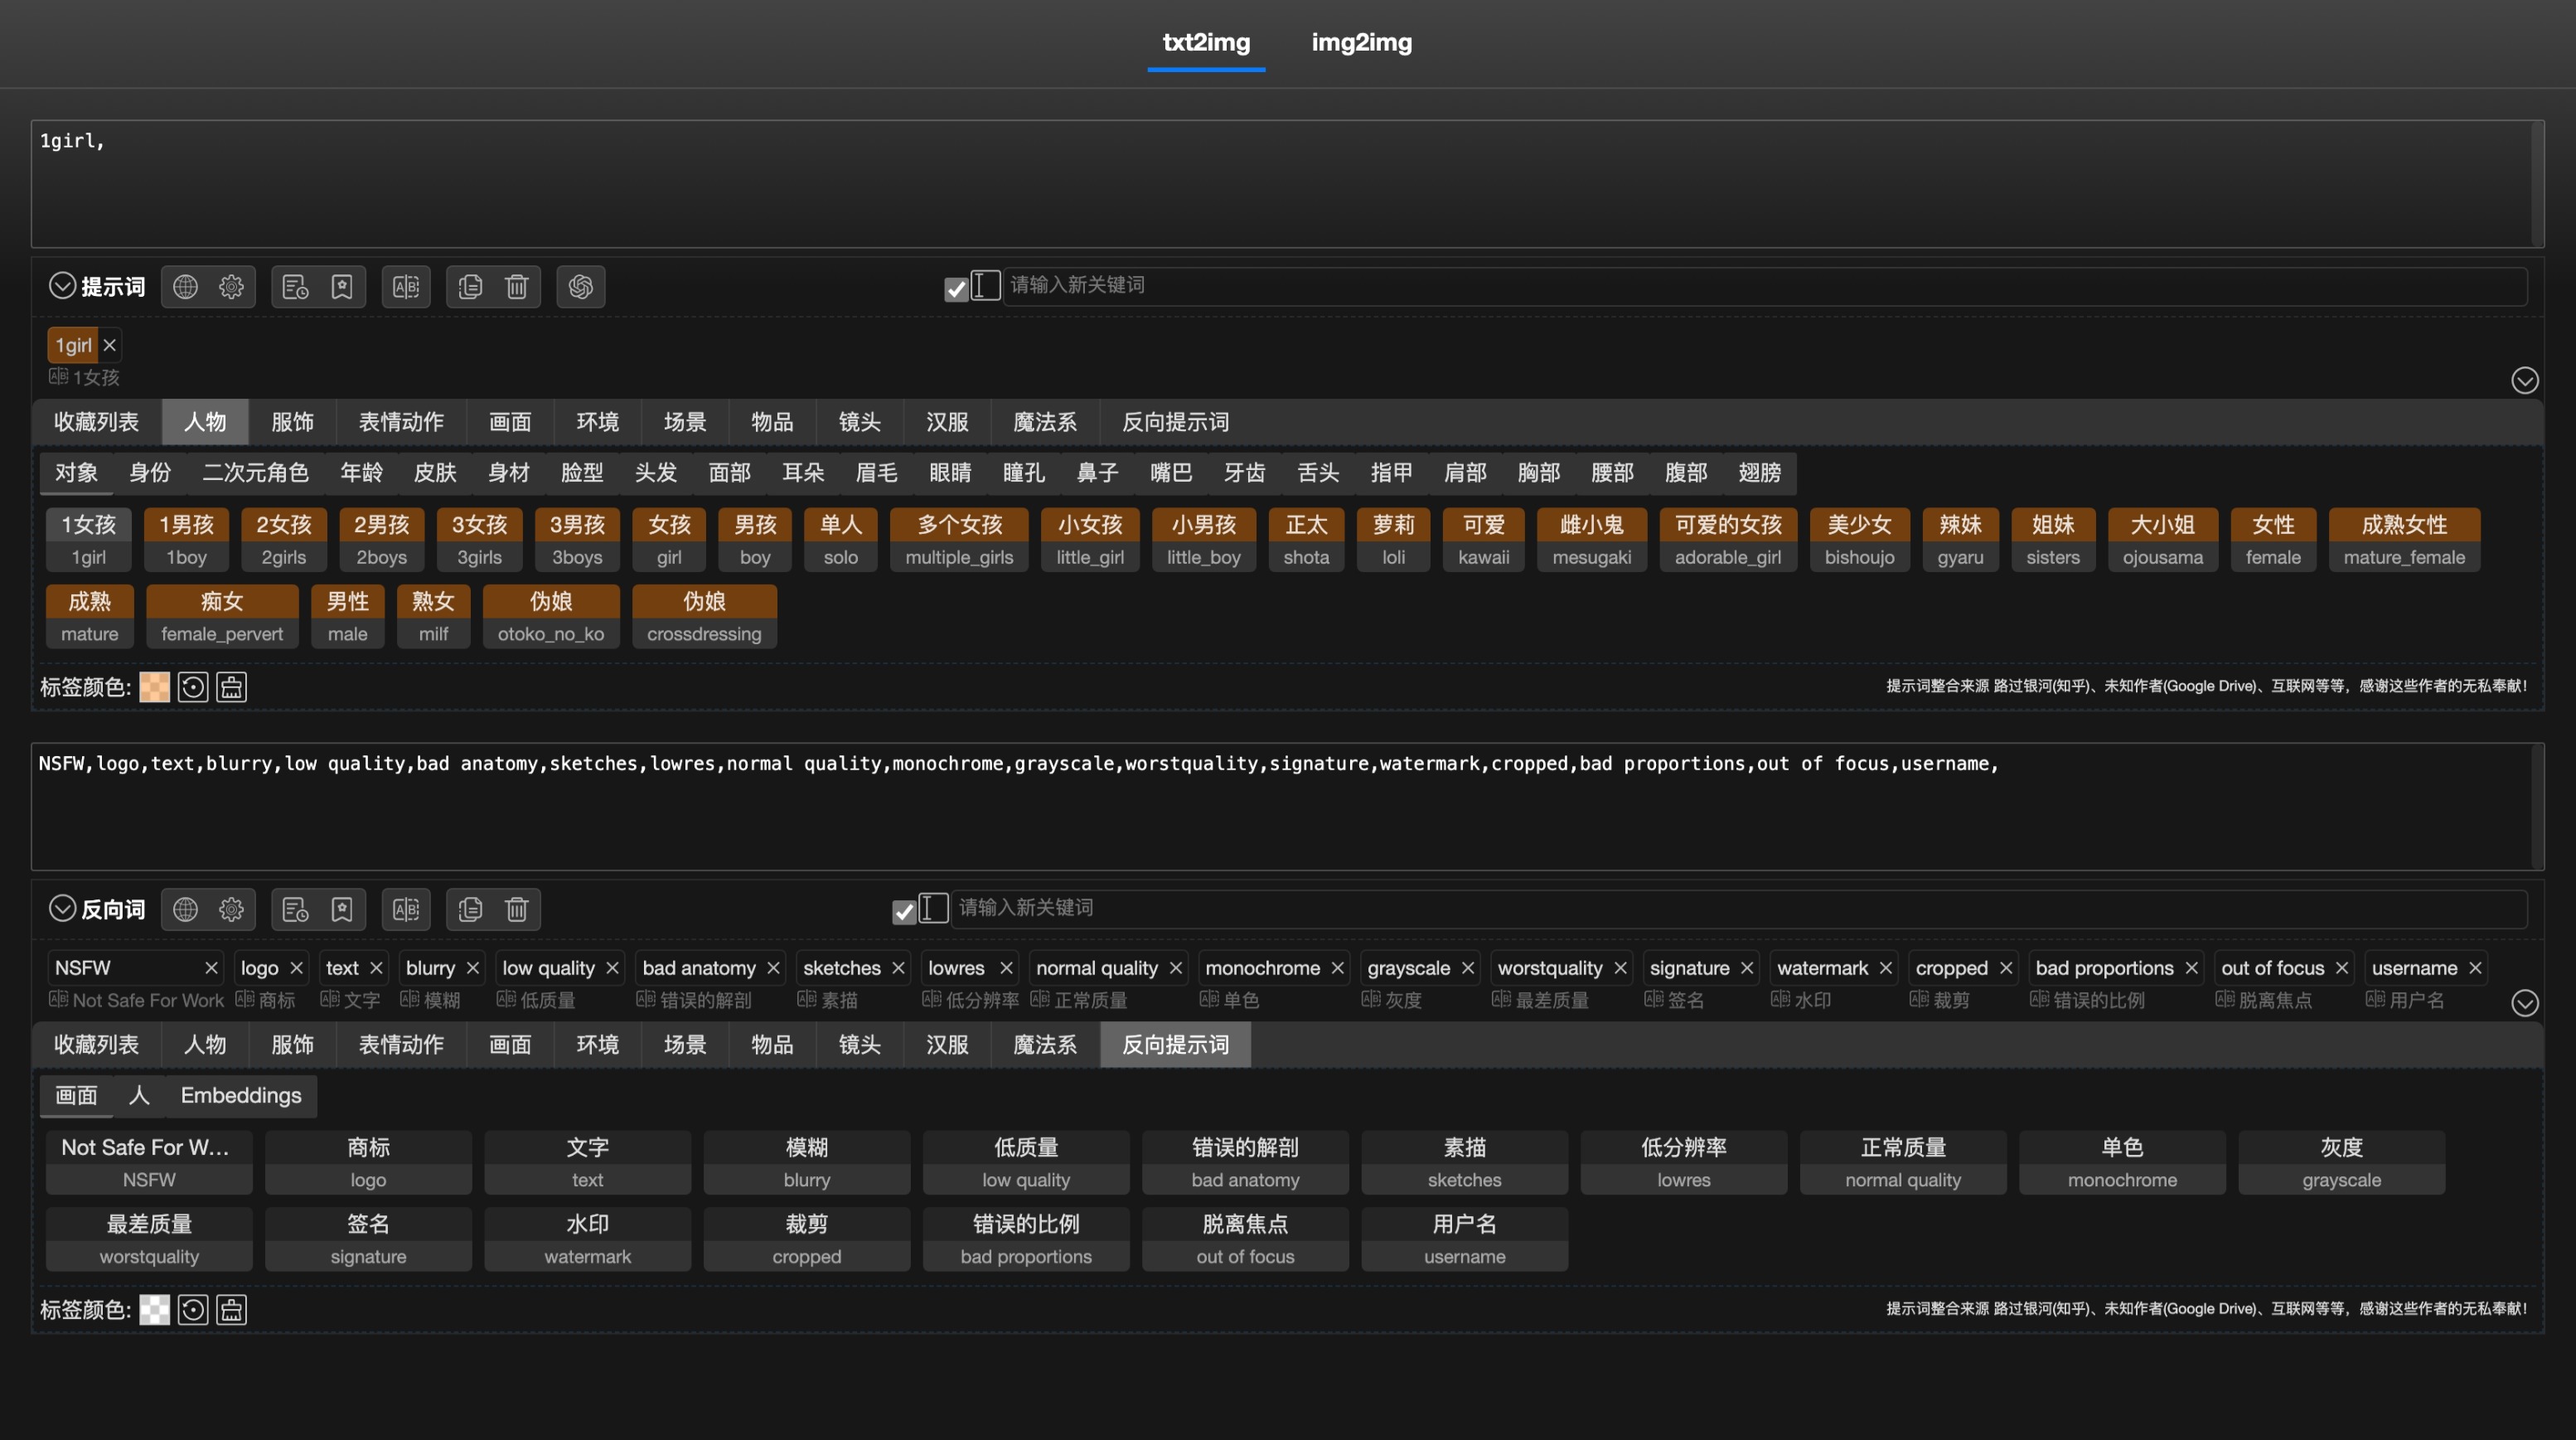 txt2img img2img
1girl,
提示词 请输入新关键词
1girl
1女孩
收藏列表 人物 服饰 表情动作 画面 环境 场景 物品 镜头 汉服 魔法系 反向提示词
对象 身份 二次元角色 年龄 皮肤 身材 脸型 头发 面部 耳朵 眉毛 眼睛 瞳孔 鼻子 嘴巴 牙齿 舌头 指甲 肩部 胸部 腰部 腹部 翅膀
1女孩 1男孩 2女孩 2男孩 3女孩 3男孩 女孩 男孩 单人 多个女孩 小女孩 小男孩 正太 萝莉 可爱 雌小鬼 可爱的女孩 美少女 辣妹 姐妹 大小姐 女性 成熟女性
1girl 1boy 2girls 2boys 3girls 3boys girl boy solo multiple_girls little_girl little_boy shota loli kawaii mesugaki adorable_girl bishoujo gyaru sisters ojousama female mature_female
成熟 痴女 男性 熟女 伪娘 伪娘
mature female_pervert male milf otoko_no_ko crossdressing
标签颜色: 提示词整合来源 路过银河(知乎)、未知作者(Google Drive)、互联网等等，感谢这些作者的无私奉献！
NSFW,logo,text,blurry,low quality,bad anatomy,sketches,lowres,normal quality,monochrome,grayscale,worstquality,signature,watermark,cropped,bad proportions,out of focus,username,
反向词 请输入新关键词
NSFW logo text blurry low quality bad anatomy sketches lowres normal quality monochrome grayscale worstquality signature watermark cropped bad proportions out of focus username
Not Safe For Work 商标 文字 模糊 低质量 错误的解剖 素描 低分辨率 正常质量 单色 灰度 最差质量 签名 水印 裁剪 错误的比例 脱离焦点 用户名
收藏列表 人物 服饰 表情动作 画面 环境 场景 物品 镜头 汉服 魔法系 反向提示词
画面 人 Embeddings
Not Safe For W... 商标 文字 模糊 低质量 错误的解剖 素描 低分辨率 正常质量 单色 灰度
NSFW logo text blurry low quality bad anatomy sketches lowres normal quality monochrome grayscale
最差质量 签名 水印 裁剪 错误的比例 脱离焦点 用户名
worstquality signature watermark cropped bad proportions out of focus username
标签颜色: 提示词整合来源 路过银河(知乎)、未知作者(Google Drive)、互联网等等，感谢这些作者的无私奉献！